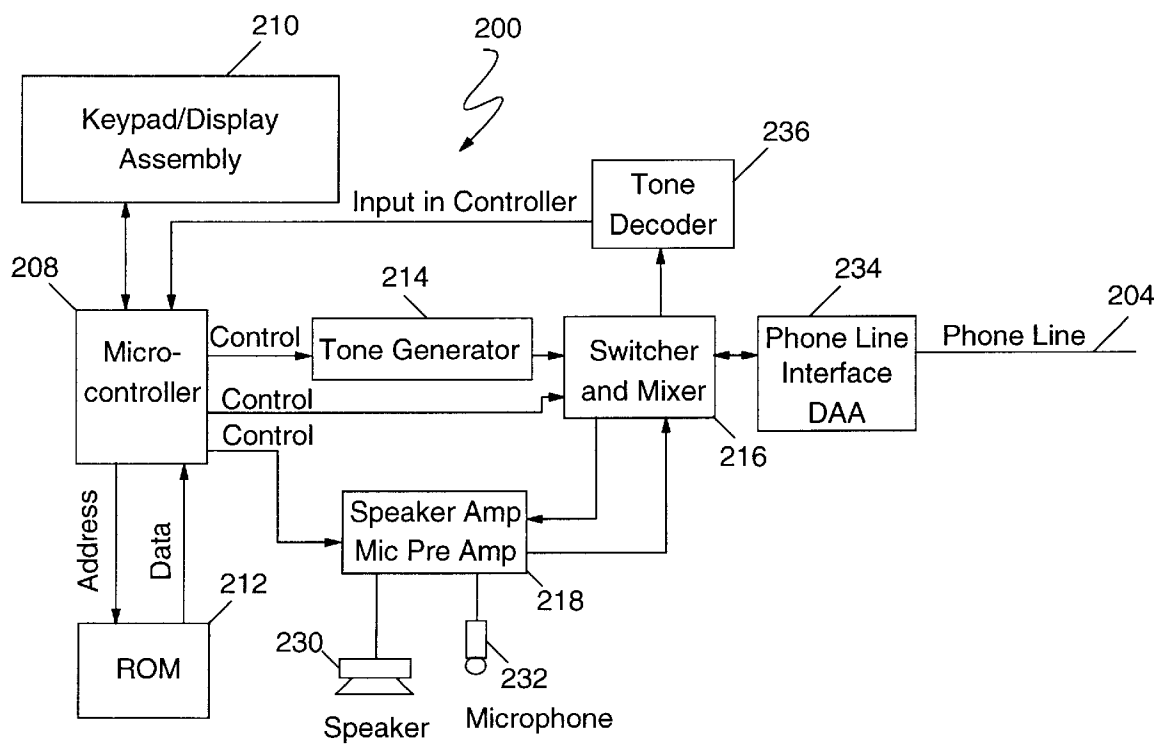 210
200
Keypad/Display
Assembly
236
Tone
Decoder
Input in Controller
208
214
234
204
Micro-
controller
Control
Tone Generator
Switcher
and Mixer
Phone Line
Interface
DAA
Phone Line
Control
Control
216
Address
Data
Speaker Amp
Mic Pre Amp
212
218
ROM
230
232
Speaker
Microphone